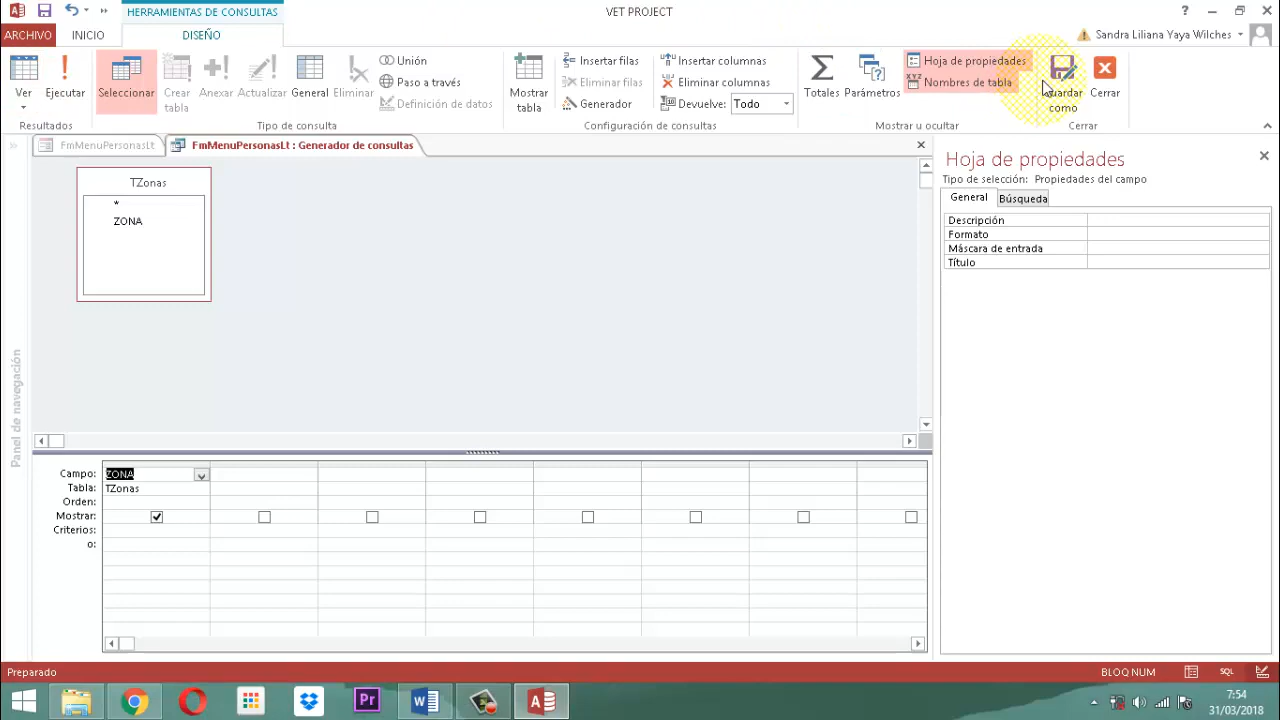 HERRAMIENTAS DE CONSULTAS
VET PROJECT
?
ARCHIVO
INICIO
DISEÑO
Sandra Liliana Yaya Wilches
Ver
Ejecutar
Resultados
Seleccionar
Crear tabla
Anexar
Actualizar
General
Unión
Paso a través
Definición de datos
Tipo de consulta
Mostrar tabla
Insertar filas
Eliminar filas
Generador
Insertar columnas
Eliminar columnas
Devuelve: Todo
Configuración de consultas
Totales
Parámetros
Hoja de propiedades
Nombres de tabla
Mostrar u ocultar
como
Cerrar
Cerrar
FmMenuPersonasLt
FmMenuPersonasLt : Generador de consultas
Panel de navegación
TZonas
*
ZONA
Hoja de propiedades
Tipo de selección: Propiedades del campo
General
Búsqueda
Descripción
Formato
Máscara de entrada
Título
Campo: ZONA
Tabla: TZonas
Orden:
Mostrar:
Criterios:
o:
Preparado
BLOQ NUM
SQL
Pr
7:54
31/03/2018